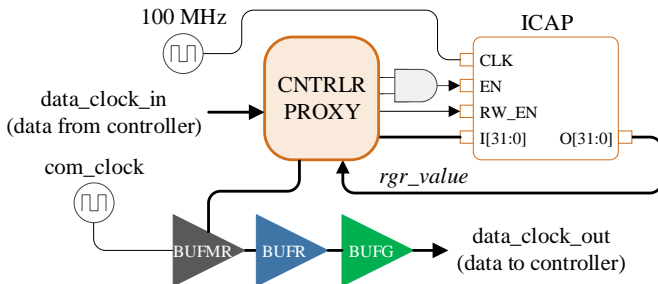 100 MHz
ICAP
CNTRLR
PROXY
CLK
EN
RW_EN
I[31:0]
O[31:0]
data_clock_in
(data from controller)
com_clock
rgr_value
BUFMR
BUFR
BUFG
data_clock_out
(data to controller)